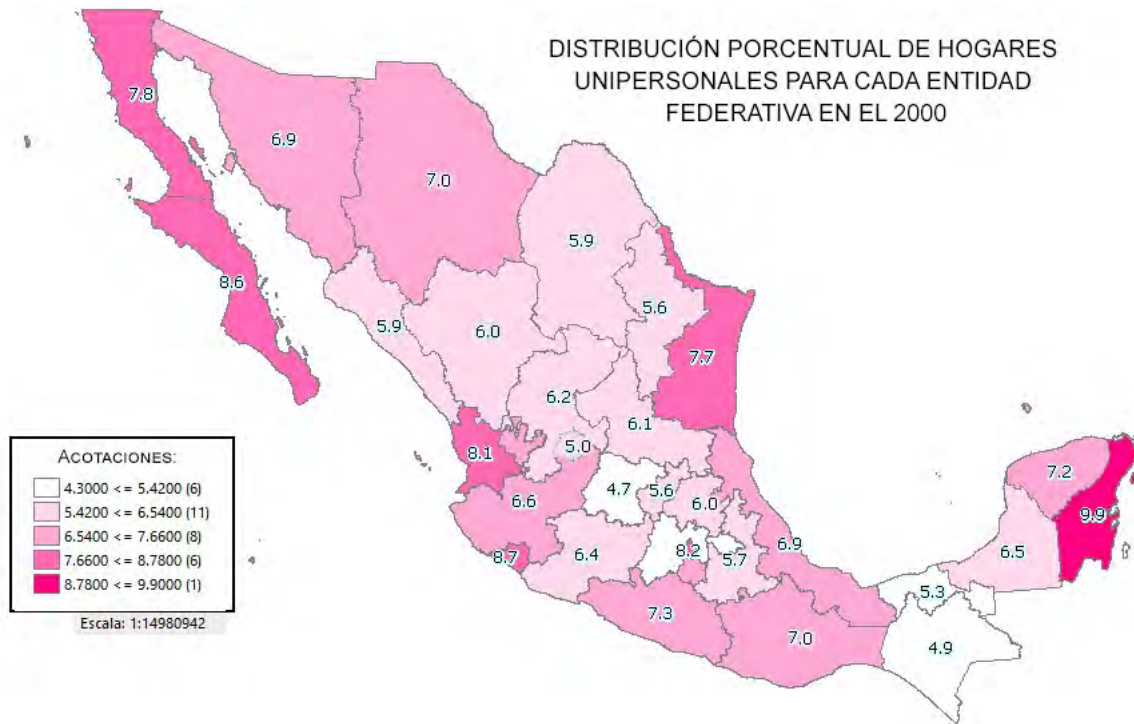 DISTRIBUCIÓN PORCENTUAL DE HOGARES
UNIPERSONALES PARA CADA ENTIDAD
FEDERATIVA EN EL 2000
7.8
6.9
7.0
5.9
8.6
5.6
5.9
6.0
7.7
6.2
6.1
5.0
8.1
4.7
5.6
6.0
6.6
7.2
9.9
6.4
8.7
8.2
5.7
6.9
6.5
5.3
7.3
7.0
4.9
ACOTACIONES:
4.3000 <= 5.4200 (6)
5.4200 <= 6.5400 (11)
6.5400 <= 7.6600 (8)
7.6600 <= 8.7800 (6)
8.7800 <= 9.9000 (1)
Escala: 1:14980942